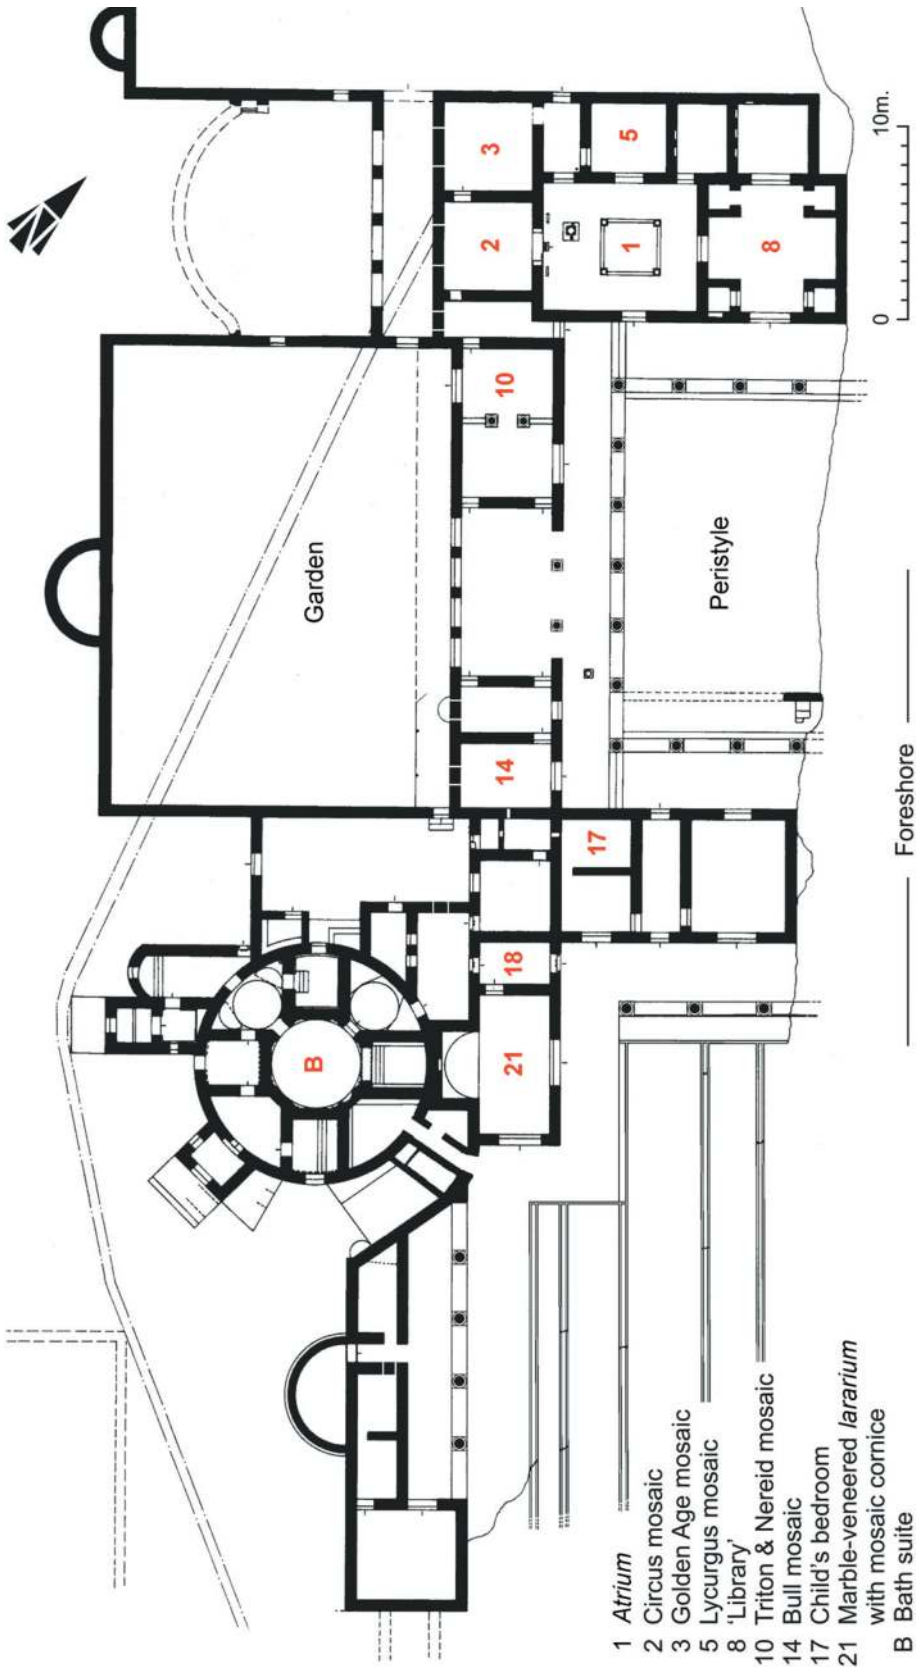 N
3
2
5
1
8
10
14
17
18
21
B
Garden
Peristyle
0
10m.
Foreshore
1 Atrium
2 Circus mosaic
3 Golden Age mosaic
5 Lycurgus mosaic
8 'Library'
10 Triton & Nereid mosaic
14 Bull mosaic
17 Child's bedroom
21 Marble-veneered lararium
with mosaic cornice
B Bath suite